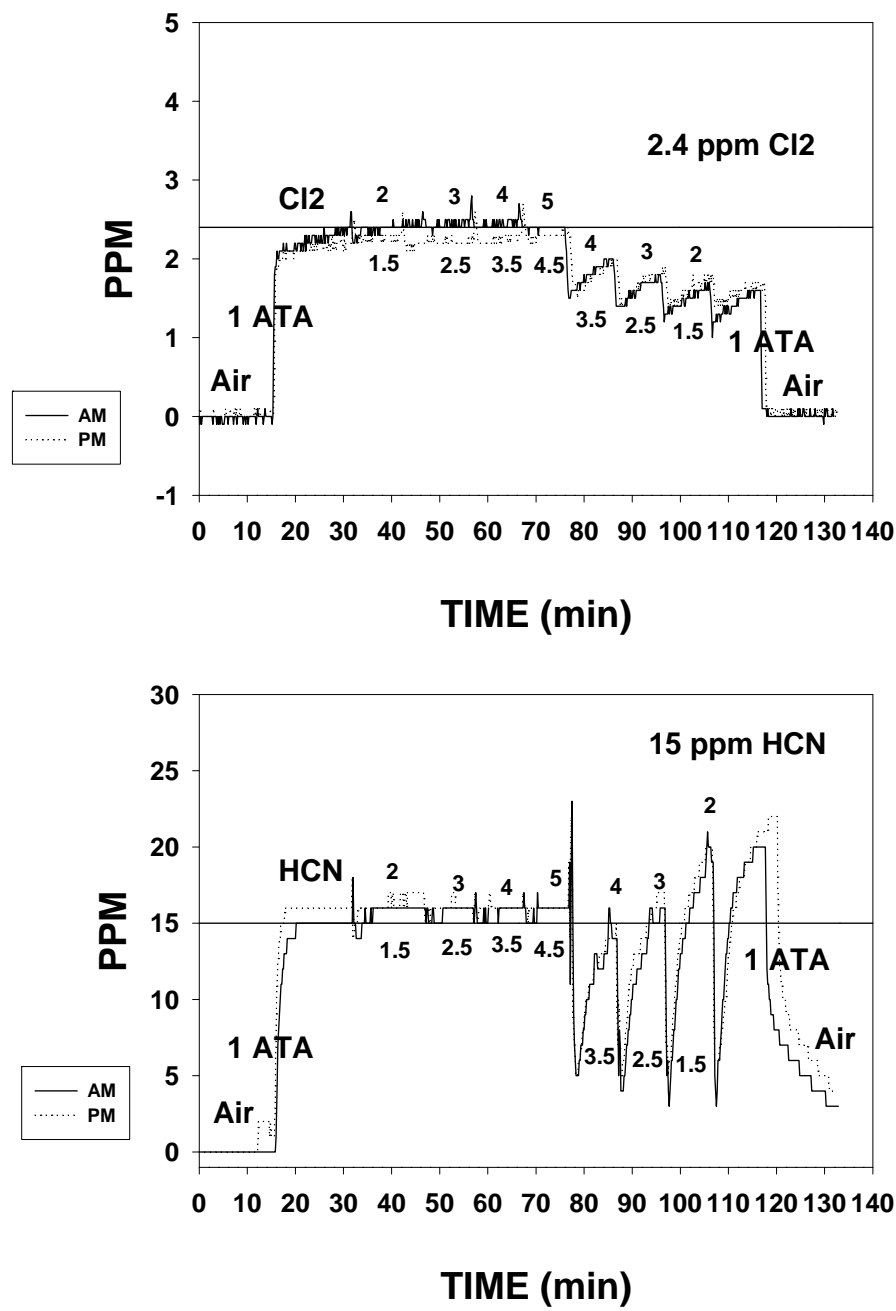 5
4
3
2
1
0
-1
PPM
2.4 ppm Cl2
Cl2
2 3 4 5
1.5 2.5 3.5 4.5
4 3 2
3.5 2.5 1.5
1 ATA
1 ATA
Air
Air
AM
PM
0 10 20 30 40 50 60 70 80 90 100 110 120 130 140
TIME (min)
30
25
20
15
10
5
0
PPM
15 ppm HCN
HCN
2 3 4 5
1.5 2.5 3.5 4.5
4 3 2
3.5 2.5 1.5
1 ATA
1 ATA
Air
Air
AM
PM
0 10 20 30 40 50 60 70 80 90 100 110 120 130 140
TIME (min)